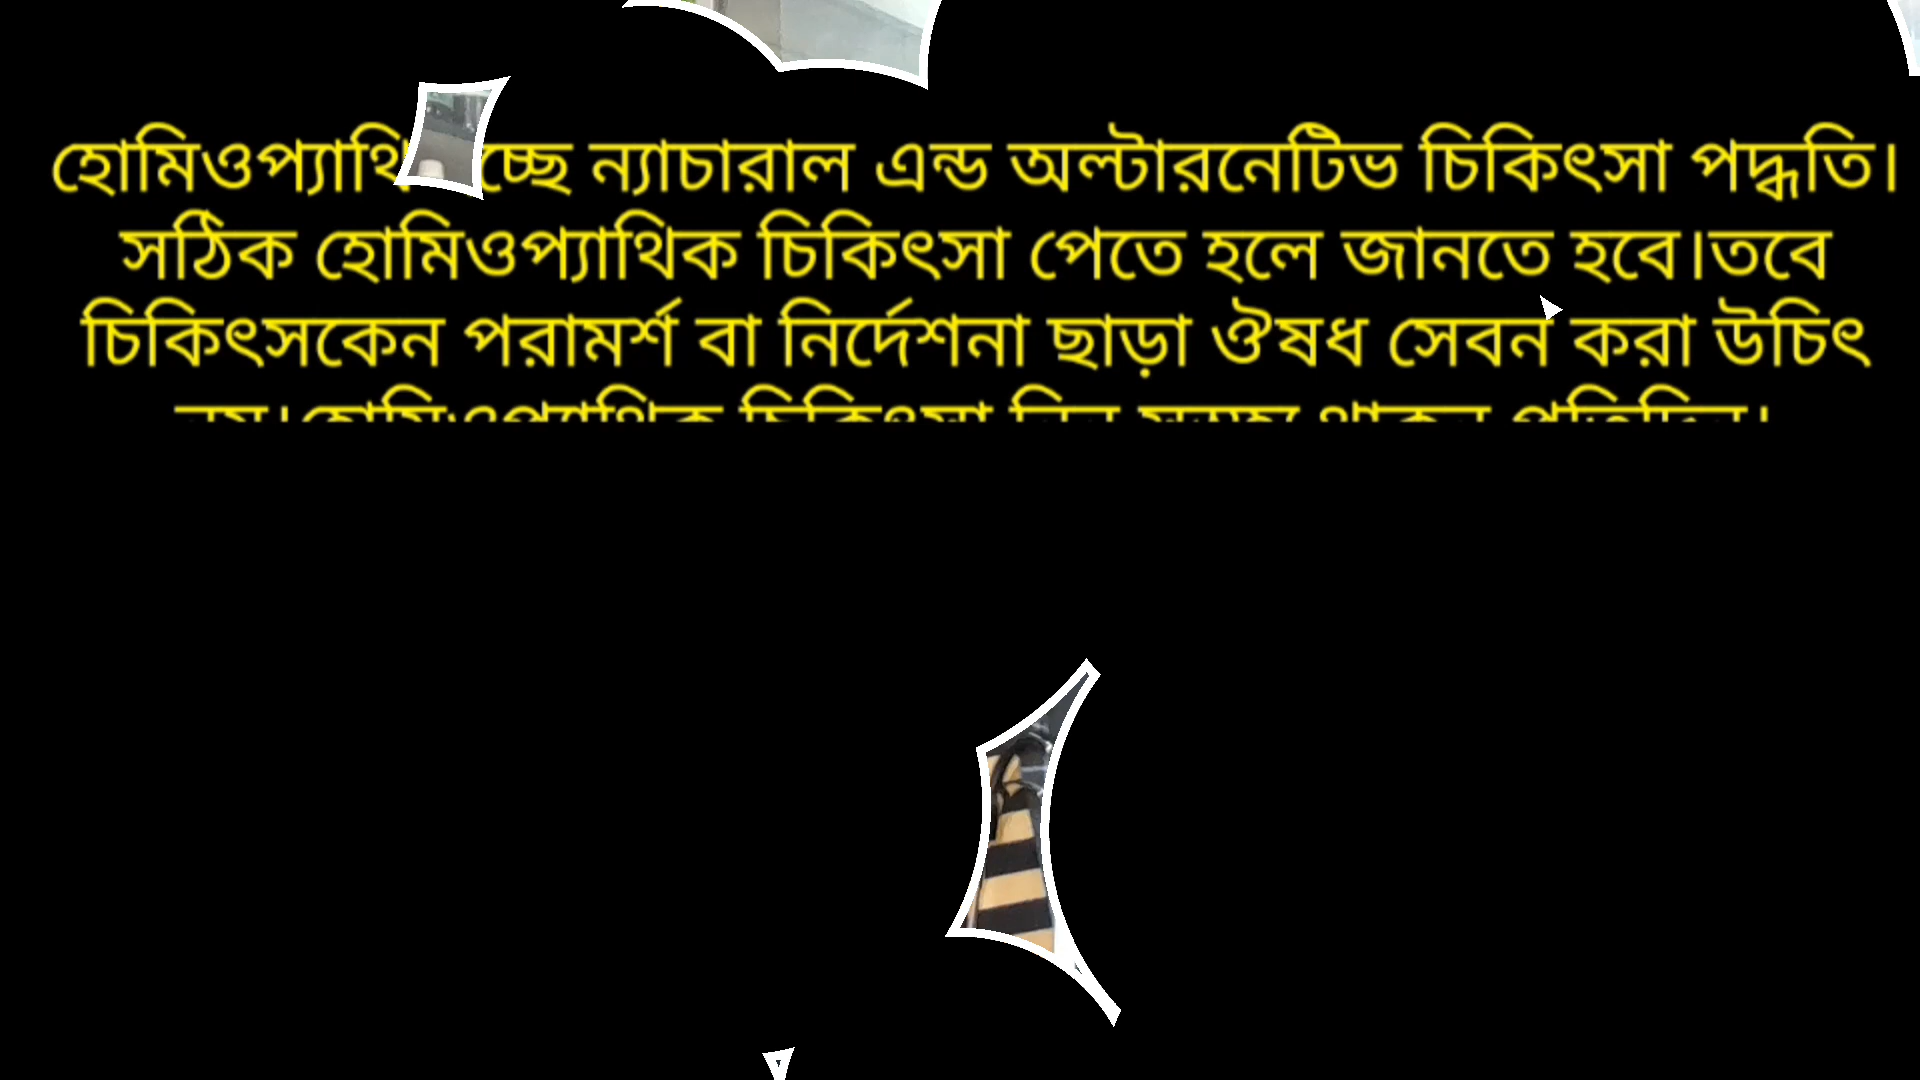 হোমিওপ্যাথি চ্ছে ন্যাচারাল এন্ড অল্টারনেটিভ চিকিৎসা পদ্ধতি।
সঠিক হোমিওপ্যাথিক চিকিৎসা পেতে হলে জানতে হবে।তবে
চিকিৎসকেন পরামর্শ বা নির্দেশনা ছাড়া ঔষধ সেবন করা উচিৎ